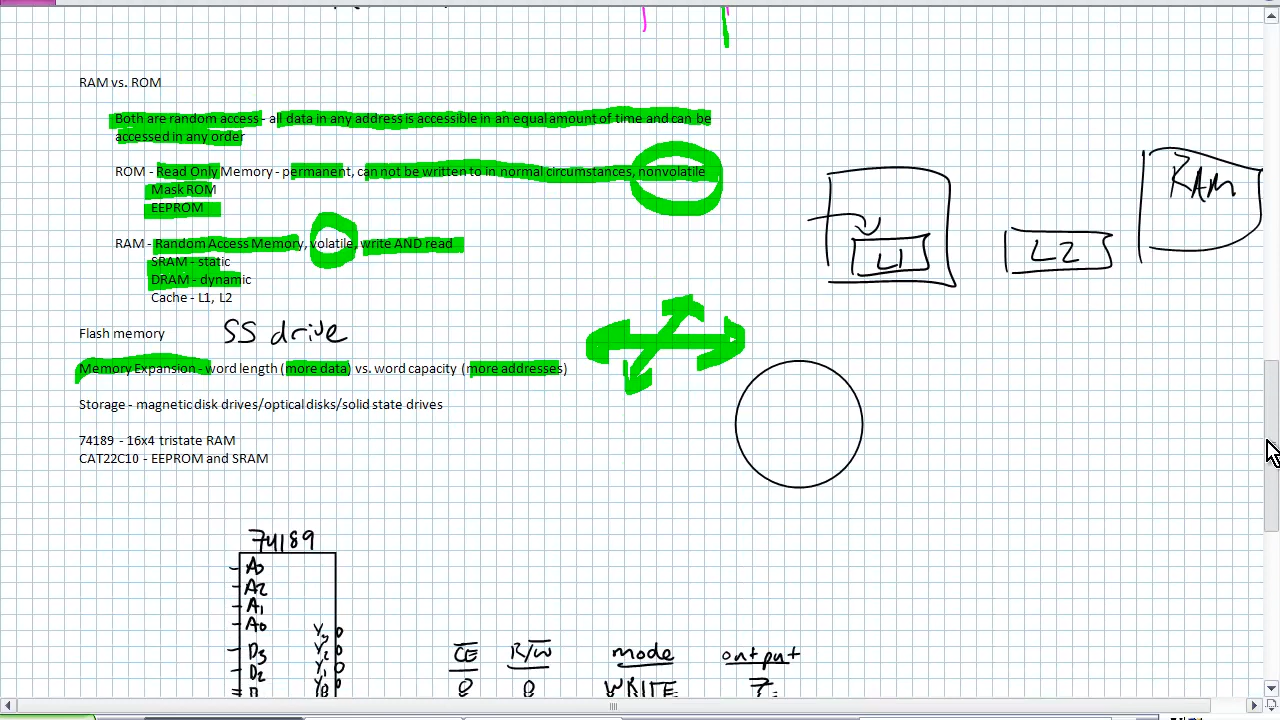 RAM vs. ROM
Both are random access - all data in any address is accessible in an equal amount of time and can be
accessed in any order
ROM - Read Only Memory - permanent, can not be written to in normal circumstances, nonvolatile
Mask ROM
EEPROM
RAM
L1
L2
RAM - Random Access Memory, volatile, write AND read
SRAM - static
DRAM - dynamic
Cache - L1, L2
Flash memory SS drive
Memory Expansion - word length (more data) vs. word capacity (more addresses)
Storage - magnetic disk drives/optical disks/solid state drives
74189 - 16x4 tristate RAM
CAT22C10 - EEPROM and SRAM
74189
A0
A2
A1
A0
D3
D2
Y3
Y2
Y1
Y0
C̅E̅ R/W̅ mode output
0 0 WRITE Z